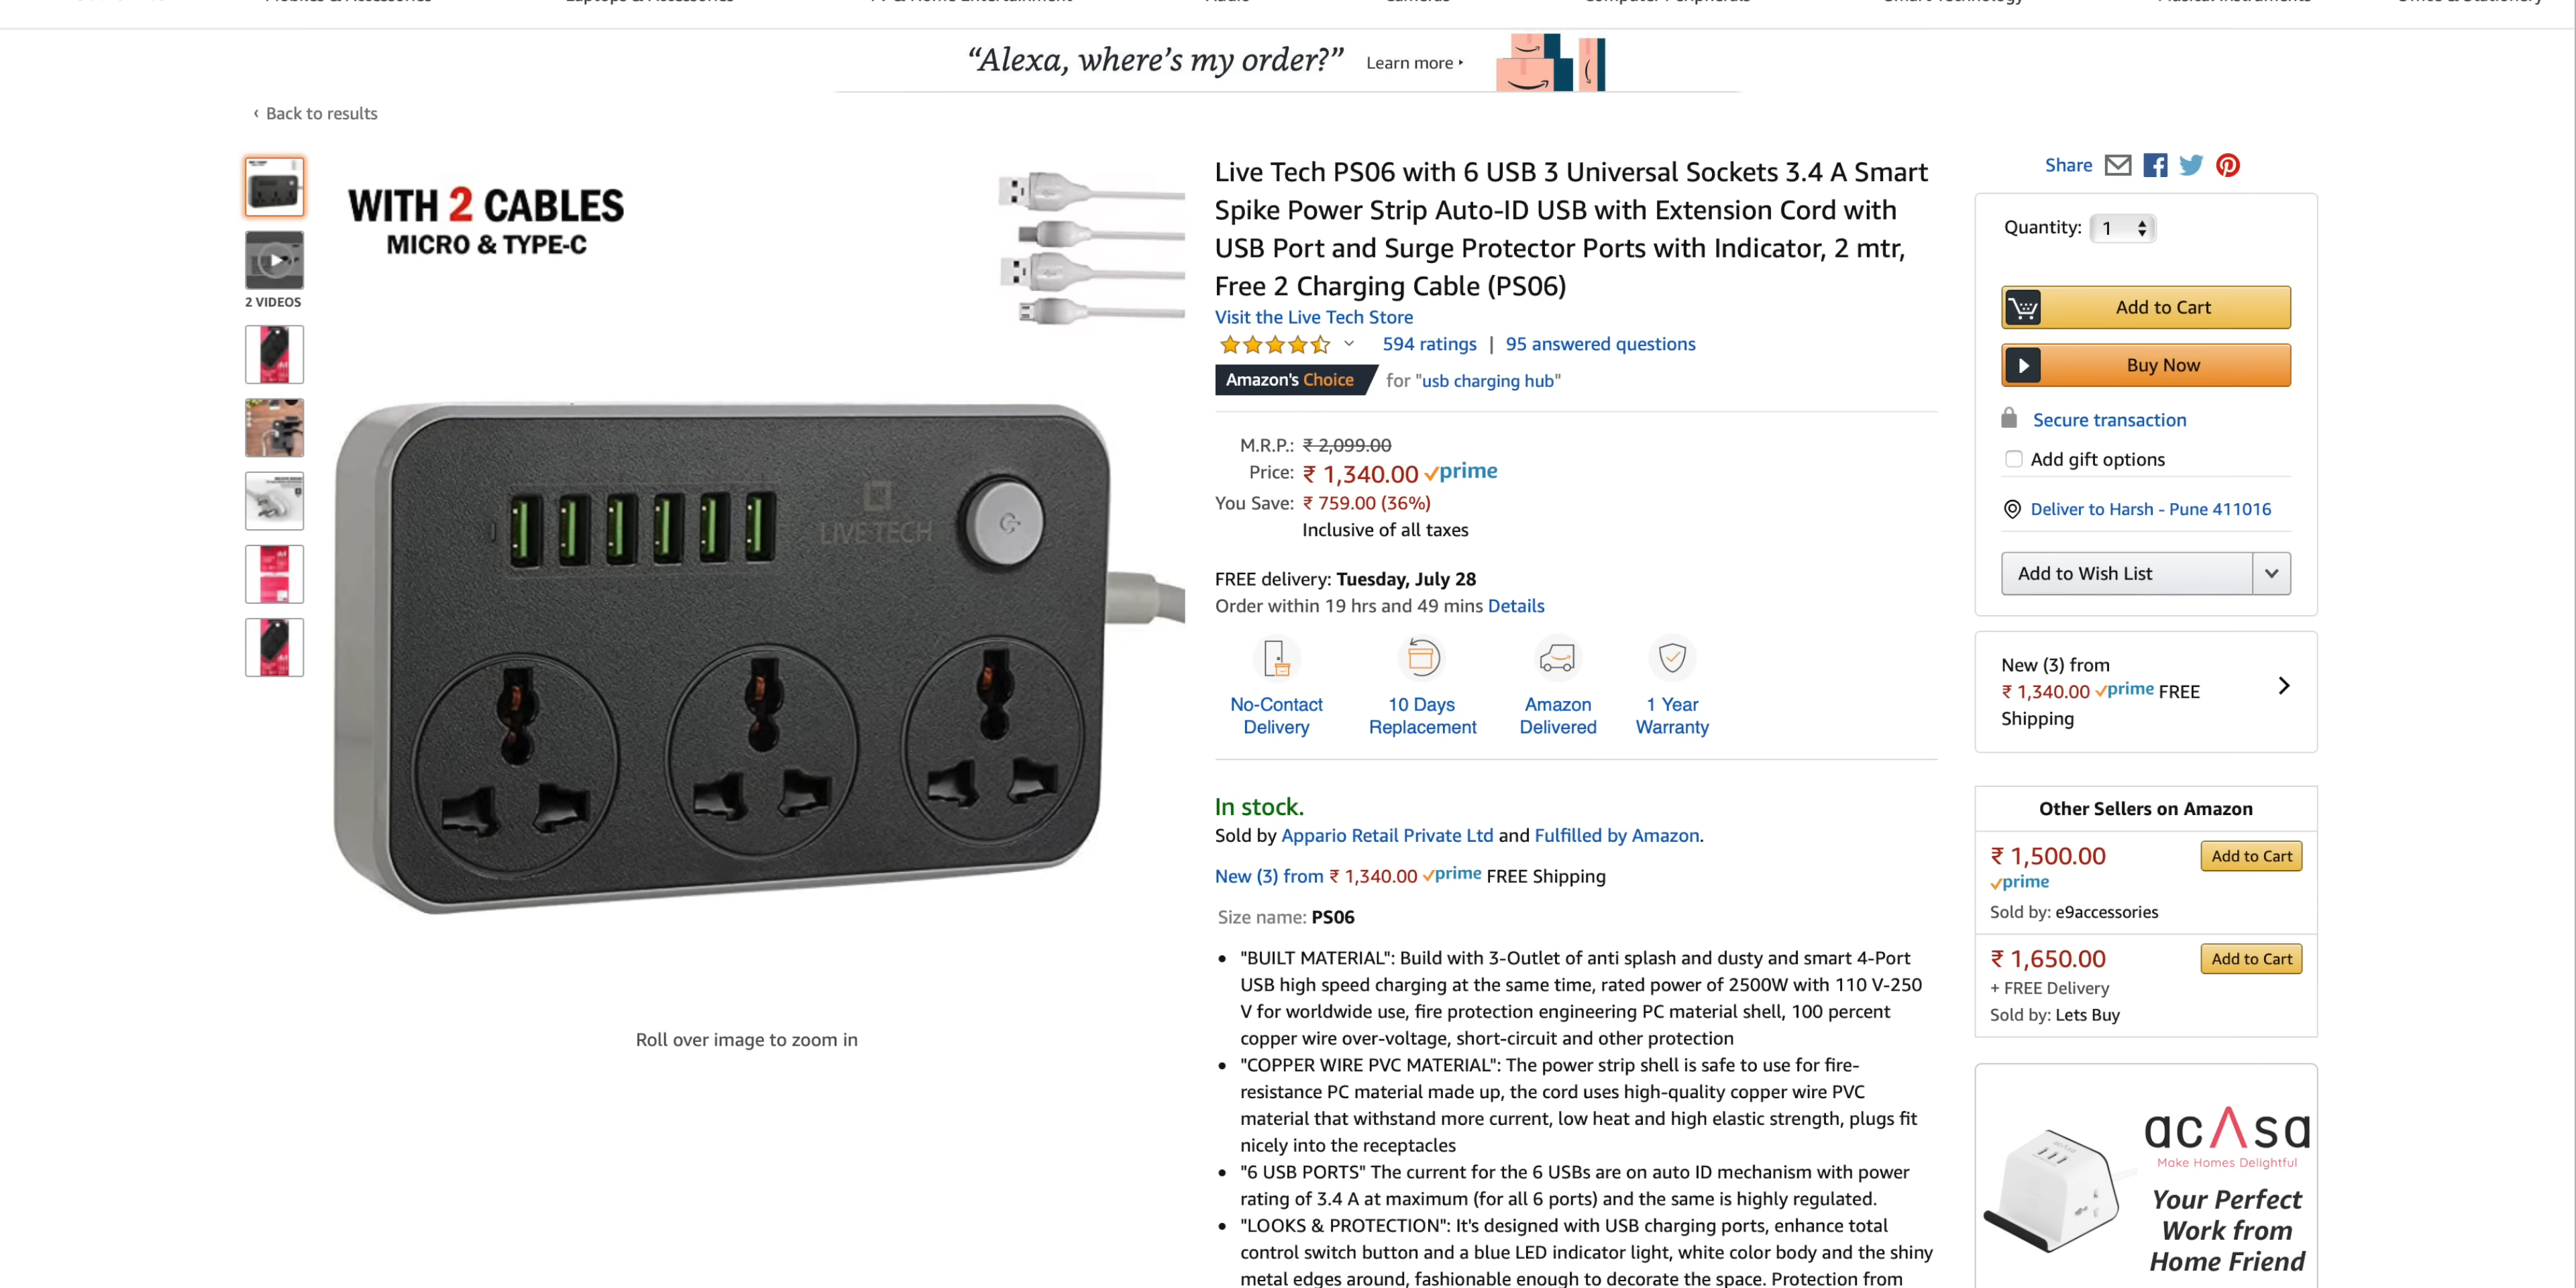 “Alexa, where’s my order?” Learn more ▸
‹ Back to results
2 VIDEOS
WITH 2 CABLES
MICRO & TYPE-C
LIVE TECH
Roll over image to zoom in
Live Tech PS06 with 6 USB 3 Universal Sockets 3.4 A Smart
Spike Power Strip Auto-ID USB with Extension Cord with
USB Port and Surge Protector Ports with Indicator, 2 mtr,
Free 2 Charging Cable (PS06)
Visit the Live Tech Store
594 ratings | 95 answered questions
Amazon's Choice for "usb charging hub"
M.R.P.: ₹ 2,099.00
Price: ₹ 1,340.00 prime
You Save: ₹ 759.00 (36%)
Inclusive of all taxes
FREE delivery: Tuesday, July 28
Order within 19 hrs and 49 mins Details
No-Contact
Delivery
10 Days
Replacement
Amazon
Delivered
1 Year
Warranty
In stock.
Sold by Appario Retail Private Ltd and Fulfilled by Amazon.
New (3) from ₹ 1,340.00 prime FREE Shipping
Size name: PS06
• "BUILT MATERIAL": Build with 3-Outlet of anti splash and dusty and smart 4-Port
USB high speed charging at the same time, rated power of 2500W with 110 V-250
V for worldwide use, fire protection engineering PC material shell, 100 percent
copper wire over-voltage, short-circuit and other protection
• "COPPER WIRE PVC MATERIAL": The power strip shell is safe to use for fire-
resistance PC material made up, the cord uses high-quality copper wire PVC
material that withstand more current, low heat and high elastic strength, plugs fit
nicely into the receptacles
• "6 USB PORTS" The current for the 6 USBs are on auto ID mechanism with power
rating of 3.4 A at maximum (for all 6 ports) and the same is highly regulated.
• "LOOKS & PROTECTION": It's designed with USB charging ports, enhance total
control switch button and a blue LED indicator light, white color body and the shiny
metal edges around, fashionable enough to decorate the space. Protection from
Share
Quantity: 1
Add to Cart
Buy Now
Secure transaction
Add gift options
Deliver to Harsh - Pune 411016
Add to Wish List
New (3) from
₹ 1,340.00 prime FREE
Shipping
Other Sellers on Amazon
₹ 1,500.00 Add to Cart
prime
Sold by: e9accessories
₹ 1,650.00 Add to Cart
+ FREE Delivery
Sold by: Lets Buy
acasa
Make Homes Delightful
Your Perfect
Work from
Home Friend